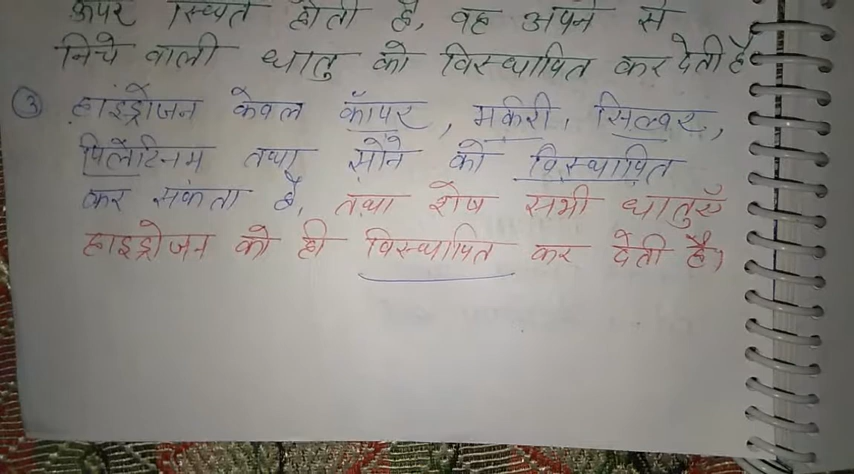 ऊपर स्थित होती है, वह अपने से
निचे वाली धातु को विस्थापित कर देती है
③ हाइड्रोजन केवल कॉपर, मर्करी, सिल्वर,
पिलेटिनम तथा सोने को विस्थापित
कर सकता है, तथा शेष सभी धातुएँ
हाइड्रोजन को ही विस्थापित कर देती है।